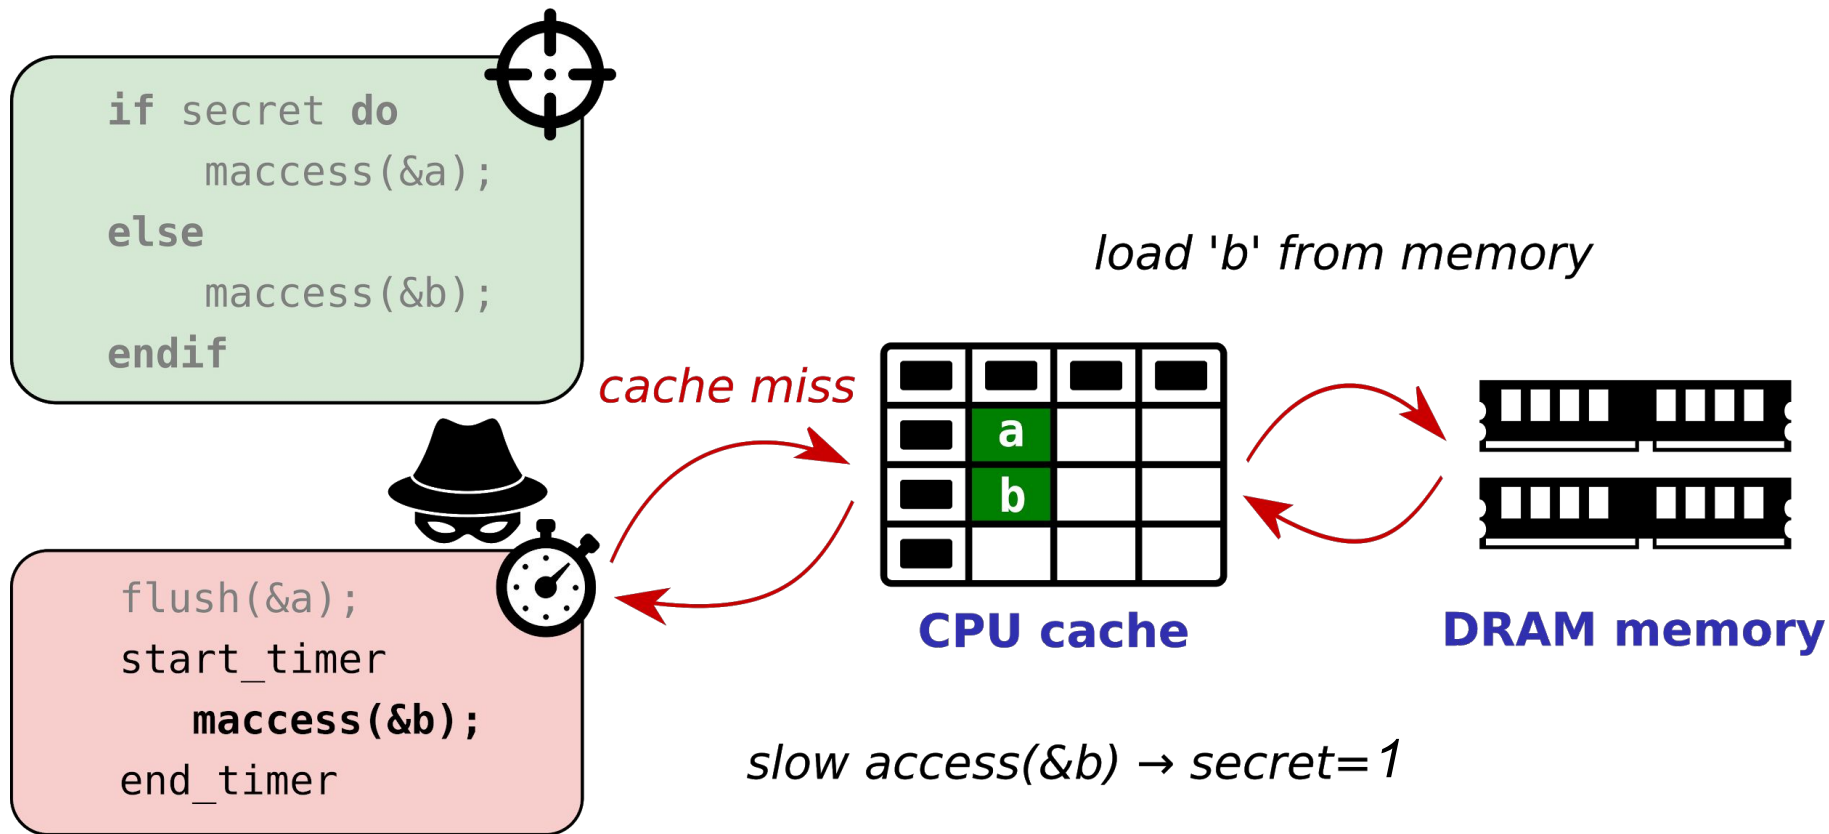 if secret do
maccess(&a);
else
maccess(&b);
endif
load 'b' from memory
cache miss
a
b
CPU cache
DRAM memory
flush(&a);
start_timer
maccess(&b);
end_timer
slow access(&b) → secret=1